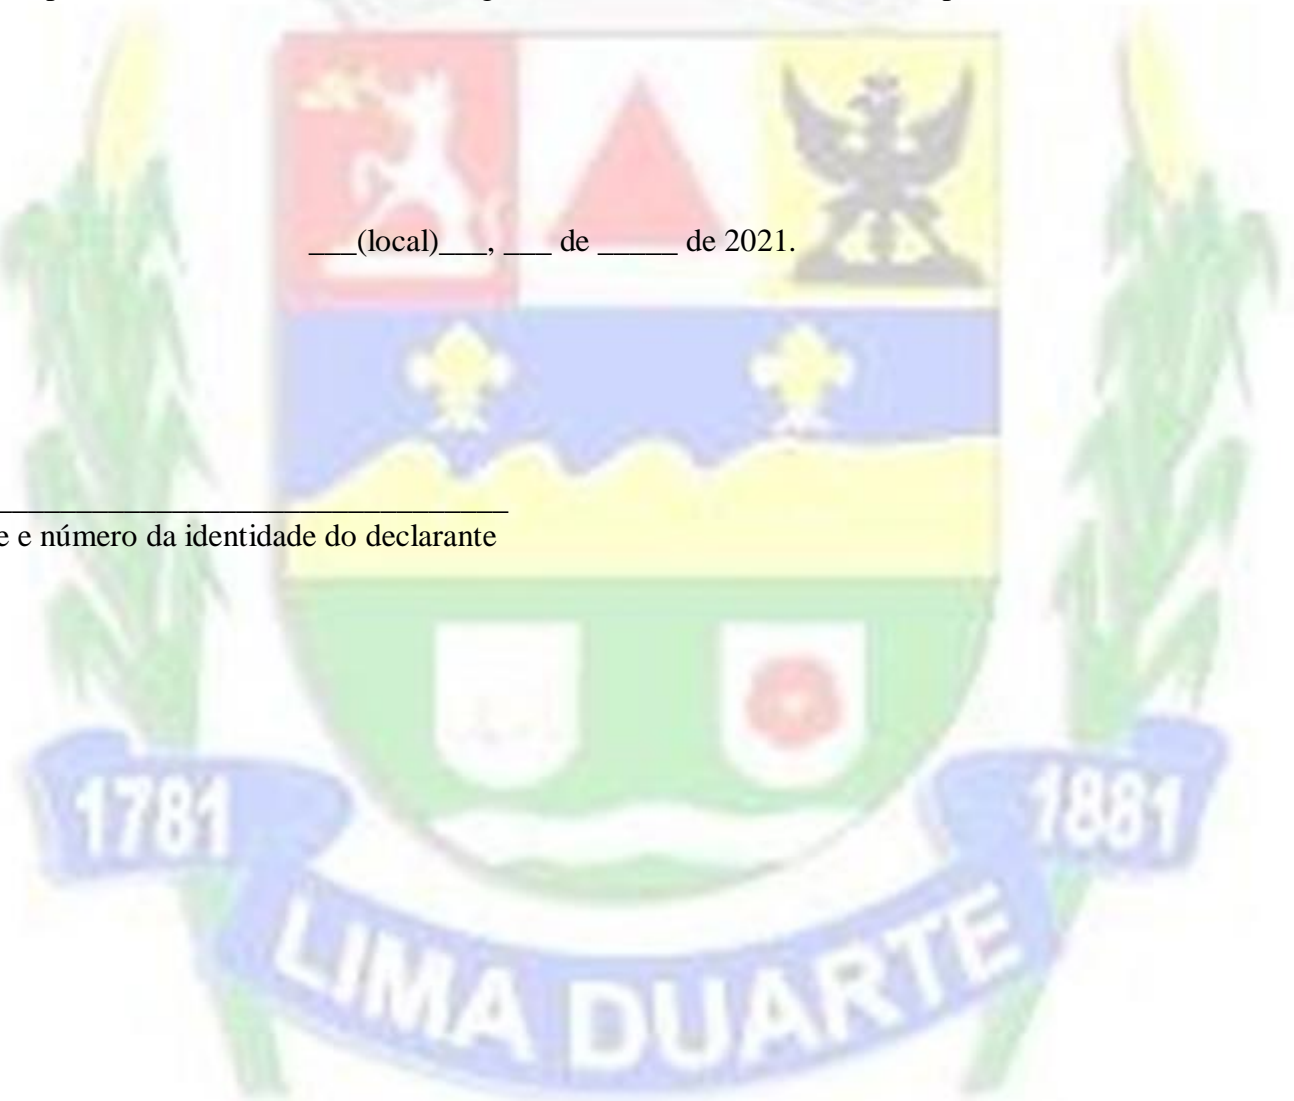 ___(local)___, ___ de _____ de 2021.
e e número da identidade do declarante
1781
1881
LIMA DUARTE